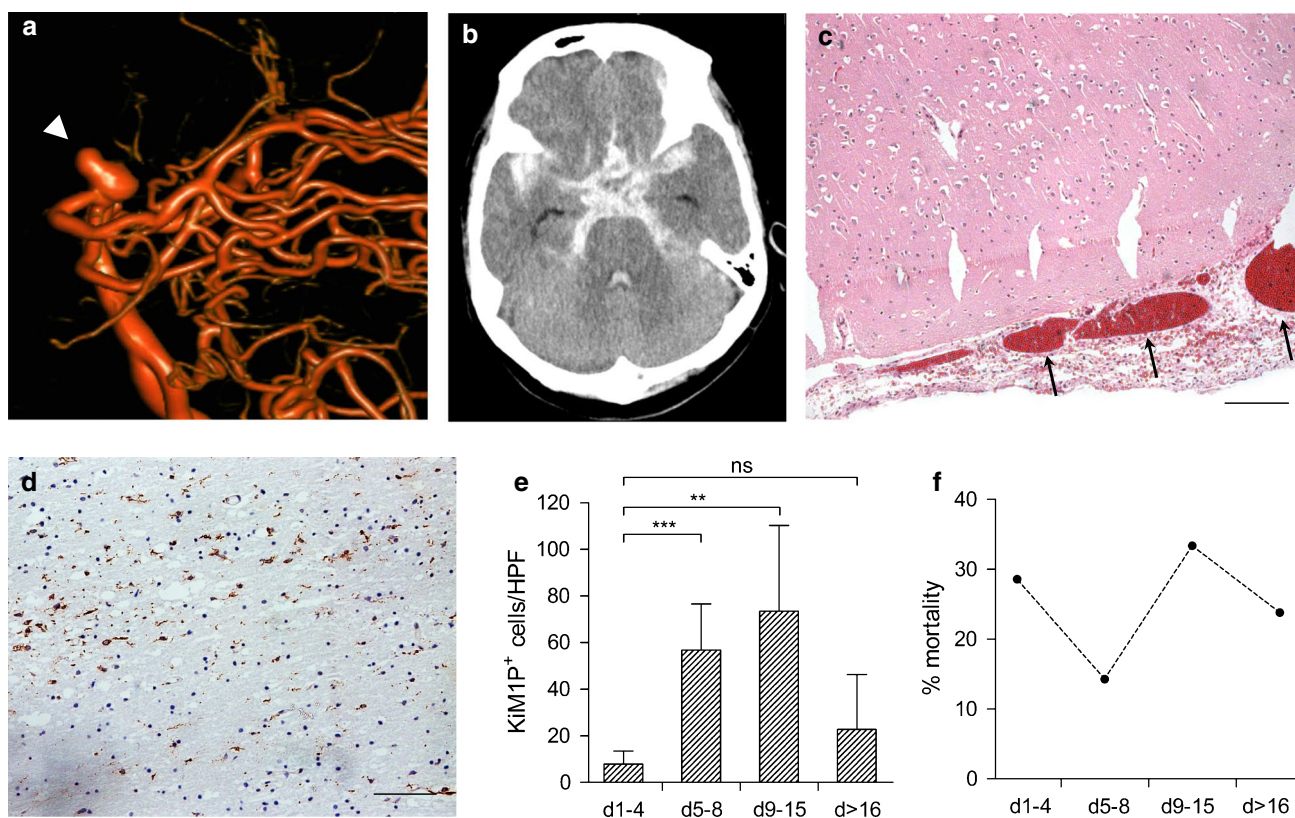 a
b
c
d
e
ns
**
***
KiM1P+ cells/HPF
120
100
80
60
40
20
0
d1-4
d5-8
d9-15
d>16
f
% mortality
40
30
20
10
0
d1-4
d5-8
d9-15
d>16